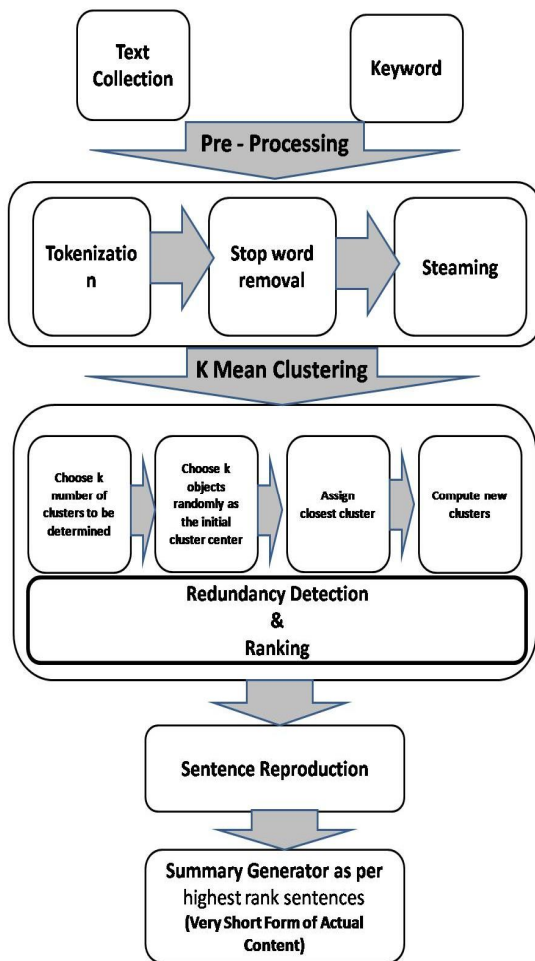 Text
Collection
Keyword
Pre - Processing
Tokenizatio
n
Stop word
removal
Steaming
K Mean Clustering
Choose k
number of
clusters to be
determined
Choose k
objects
randomly as
the initial
cluster center
Assign
closest cluster
Compute new
clusters
Redundancy Detection
&
Ranking
Sentence Reproduction
Summary Generator as per
highest rank sentences
(Very Short Form of Actual
Content)